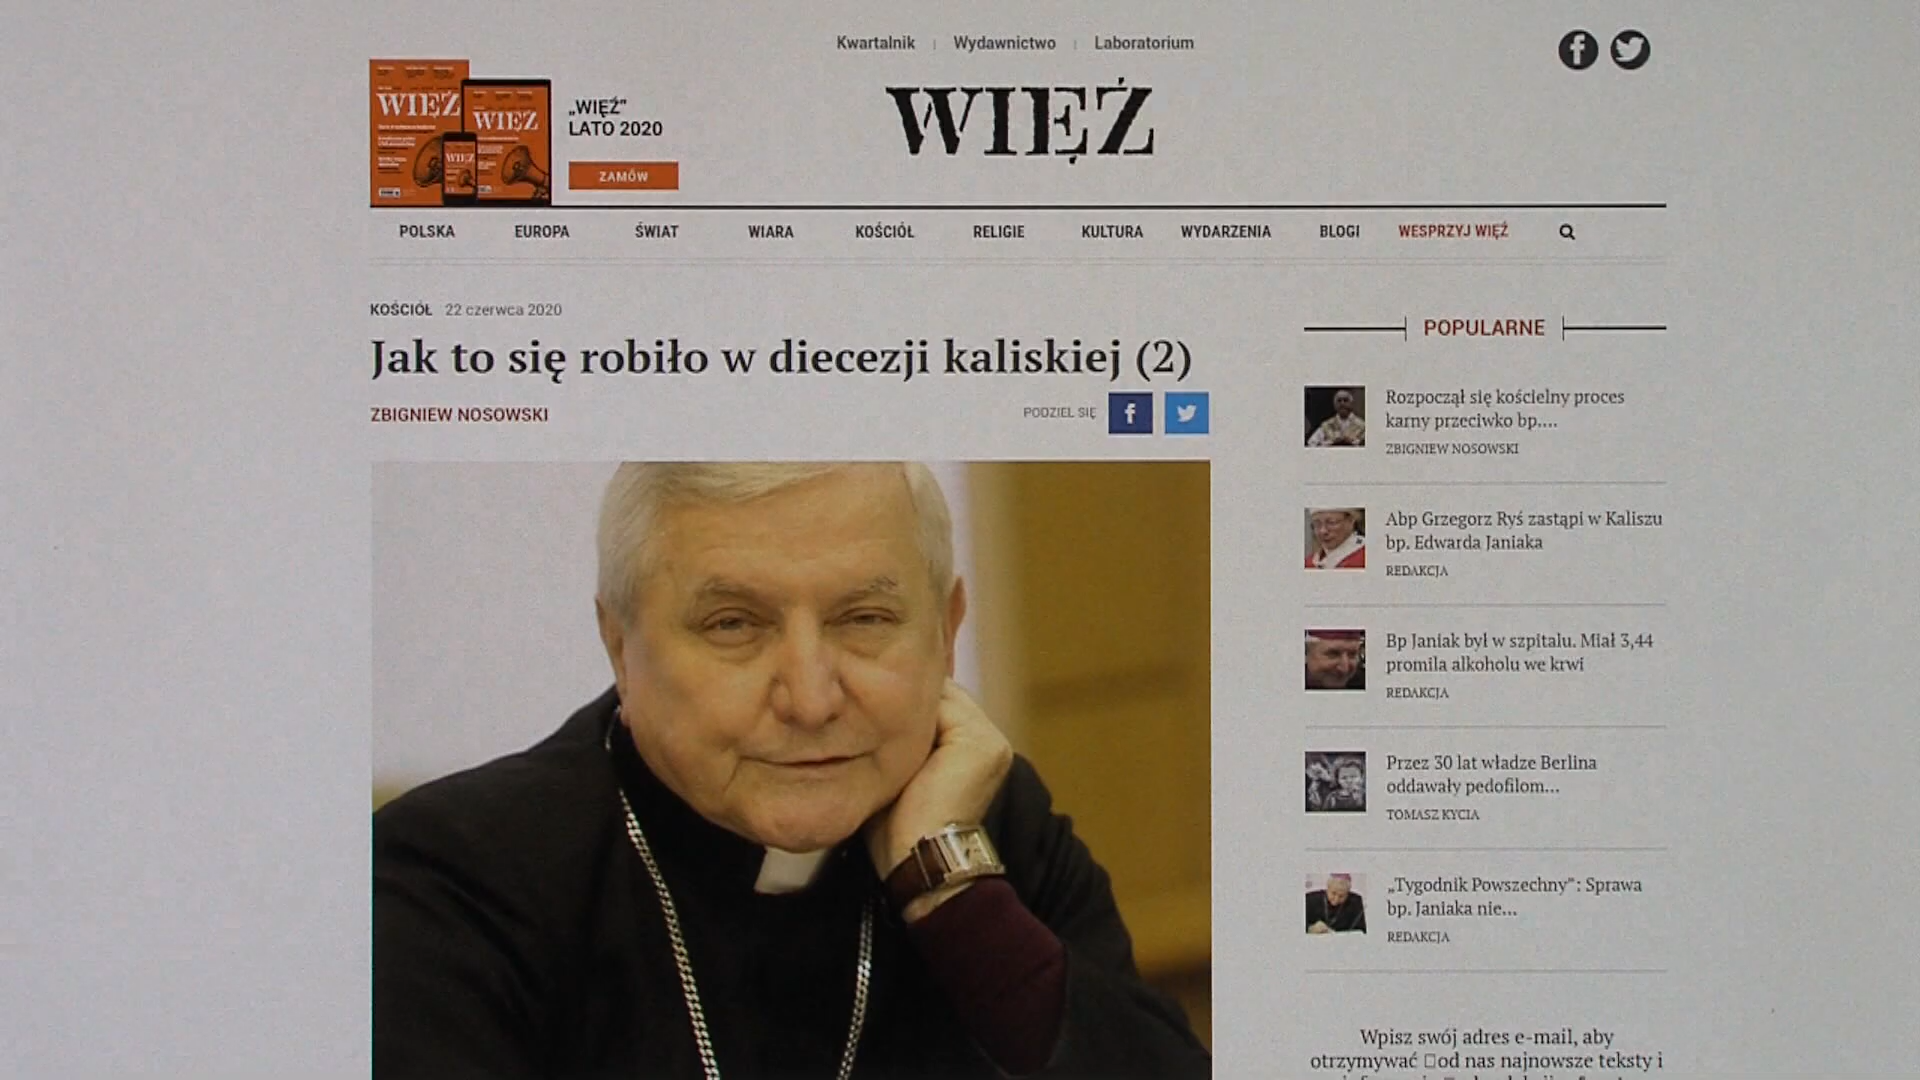 Kwartalnik | Wydawnictwo | Laboratorium
WIĘŹ
WIĘŹ
WIĘŹ
„WIĘŹ”
LATO 2020
ZAMÓW
WIĘŹ
POLSKA EUROPA ŚWIAT WIARA KOŚCIÓŁ RELIGIE KULTURA WYDARZENIA BLOGI WESPRZYJ WIĘŹ
KOŚCIÓŁ 22 czerwca 2020
Jak to się robiło w diecezji kaliskiej (2)
ZBIGNIEW NOSOWSKI
PODZIEL SIĘ
POPULARNE
Rozpoczął się kościelny proces
karny przeciwko bp....
ZBIGNIEW NOSOWSKI
Abp Grzegorz Ryś zastąpi w Kaliszu
bp. Edwarda Janiaka
REDAKCJA
Bp Janiak był w szpitalu. Miał 3,44
promila alkoholu we krwi
REDAKCJA
Przez 30 lat władze Berlina
oddawały pedofilom...
TOMASZ KYCIA
„Tygodnik Powszechny”: Sprawa
bp. Janiaka nie...
REDAKCJA
Wpisz swój adres e-mail, aby
otrzymywać od nas najnowsze teksty i